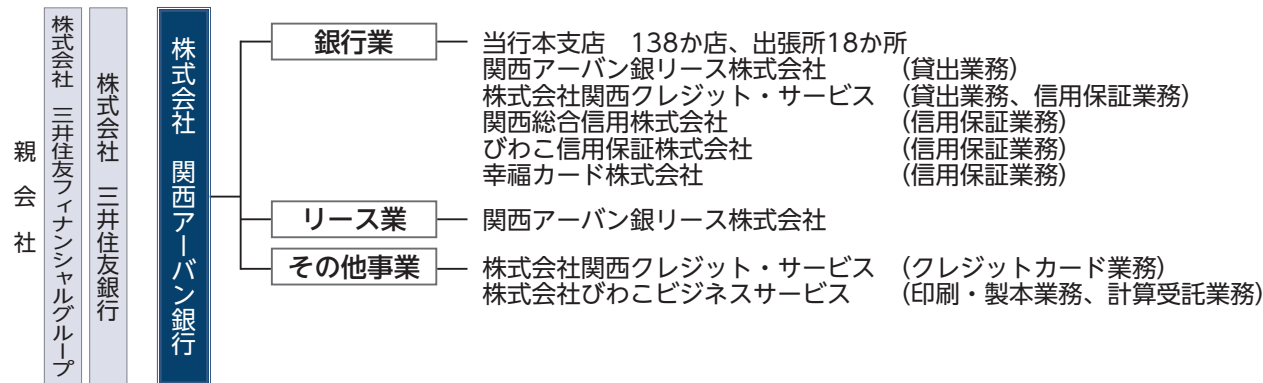 親会社
株式会社 三井住友フィナンシャルグループ
株式会社 三井住友銀行
株式会社 関西アーバン銀行
銀行業
当行本支店 138か店、出張所18か所
関西アーバン銀リース株式会社 (貸出業務)
株式会社関西クレジット・サービス (貸出業務、信用保証業務)
関西総合信用株式会社 (信用保証業務)
びわこ信用保証株式会社 (信用保証業務)
幸福カード株式会社 (信用保証業務)
リース業
関西アーバン銀リース株式会社
その他事業
株式会社関西クレジット・サービス (クレジットカード業務)
株式会社びわこビジネスサービス (印刷・製本業務、計算受託業務)